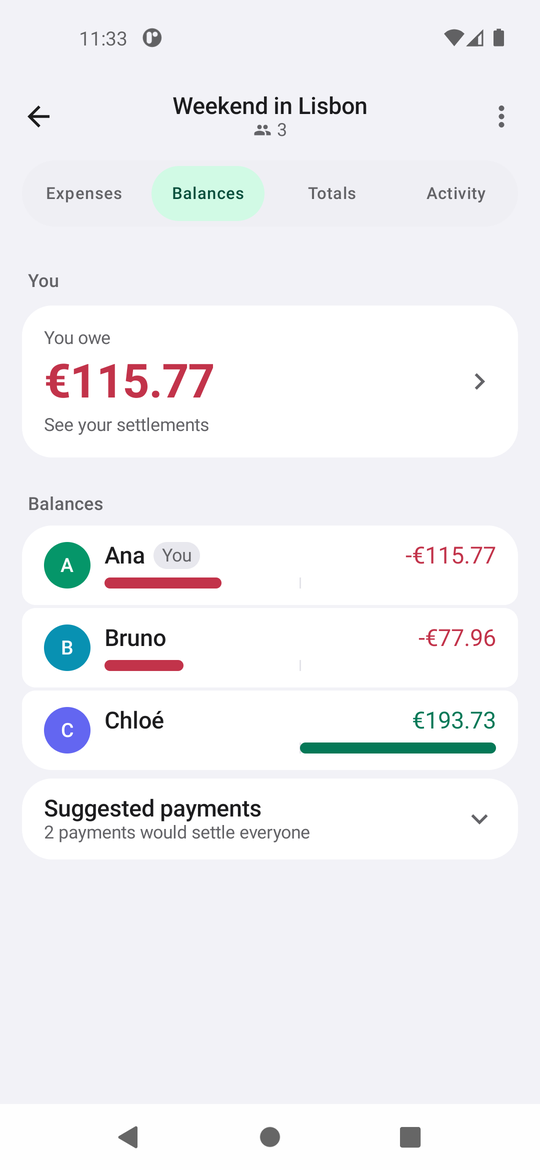 11:33
Weekend in Lisbon
3
Expenses Balances Totals Activity
You
You owe
€115.77
See your settlements
Balances
A Ana You -€115.77
B Bruno -€77.96
C Chloé €193.73
Suggested payments
2 payments would settle everyone